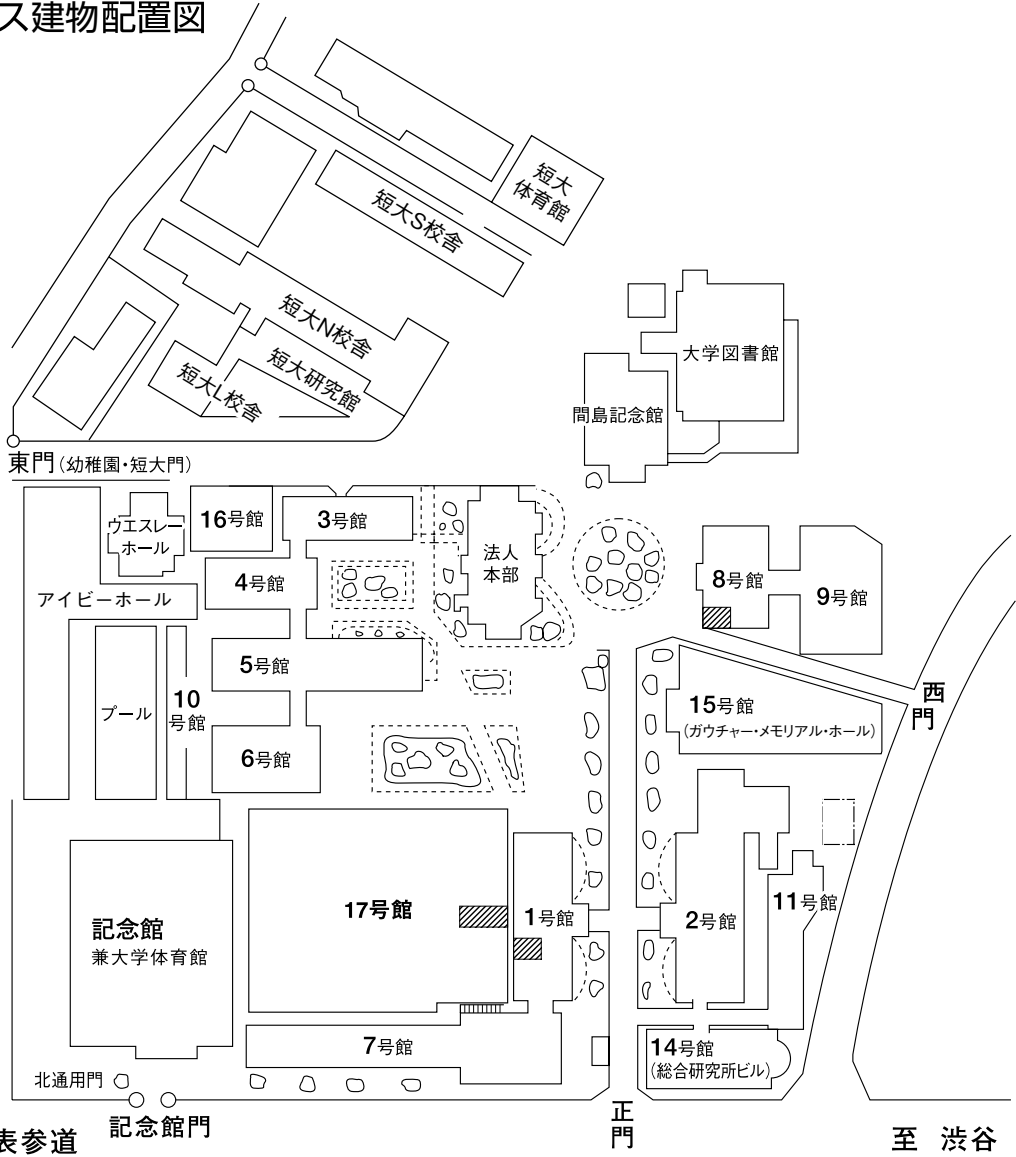 ス建物配置図
短大
体育館
短大S校舎
短大N校舎
短大研究館
短大L校舎
大学図書館
間島記念館
東門(幼稚園・短大門)
ウエスレー
ホール
16号館
3号館
法人
本部
4号館
8号館
9号館
アイビーホール
5号館
10
号館
プール
西
門
15号館
(ガウチャー・メモリアル・ホール)
6号館
17号館
1号館
2号館
11号館
記念館
兼大学体育館
7号館
14号館
(総合研究所ビル)
北通用門
記念館門
正
門
表参道
至 渋谷